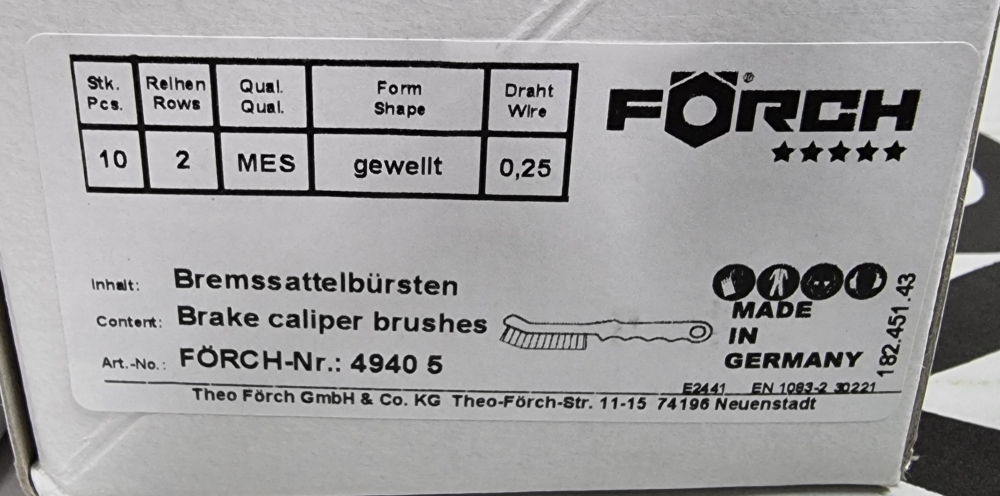 Stk. Reihen Qual. Form Draht
Pcs. Rows Qual. Shape Wire
10 2 MES gewellt 0,25
FÖRCH®
★★★★★
Inhalt: Bremssattelbürsten
Content: Brake caliper brushes
Art.-No.: FÖRCH-Nr.: 4940 5
MADE
IN
GERMANY
182.451.43
E2441 EN 1083-2 30221
Theo Förch GmbH & Co. KG Theo-Förch-Str. 11-15 74196 Neuenstadt